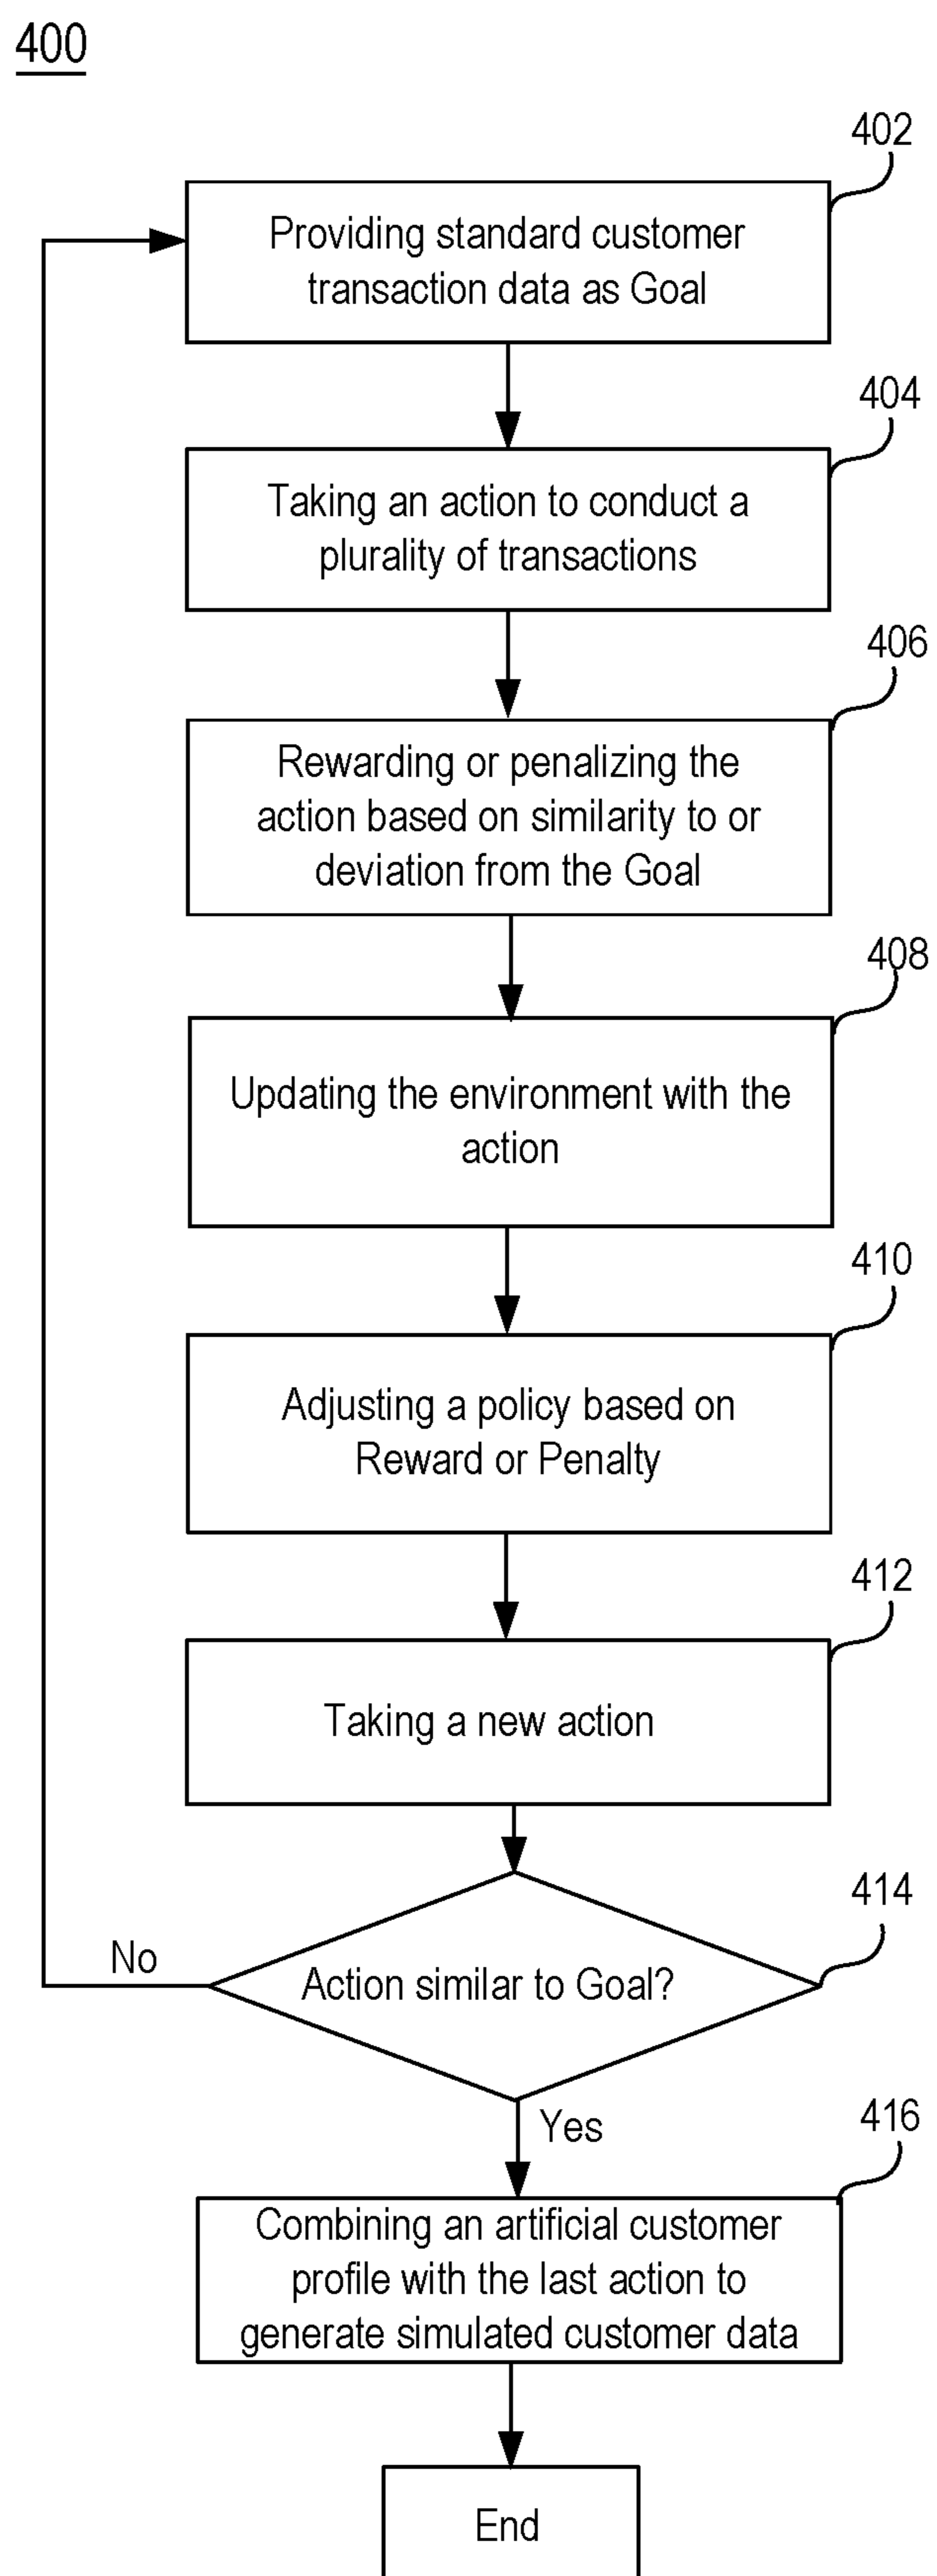 400
402
Providing standard customer
transaction data as Goal
404
Taking an action to conduct a
plurality of transactions
406
Rewarding or penalizing the
action based on similarity to or
deviation from the Goal
408
Updating the environment with the
action
410
Adjusting a policy based on
Reward or Penalty
412
Taking a new action
414
No
Action similar to Goal?
Yes
416
Combining an artificial customer
profile with the last action to
generate simulated customer data
End